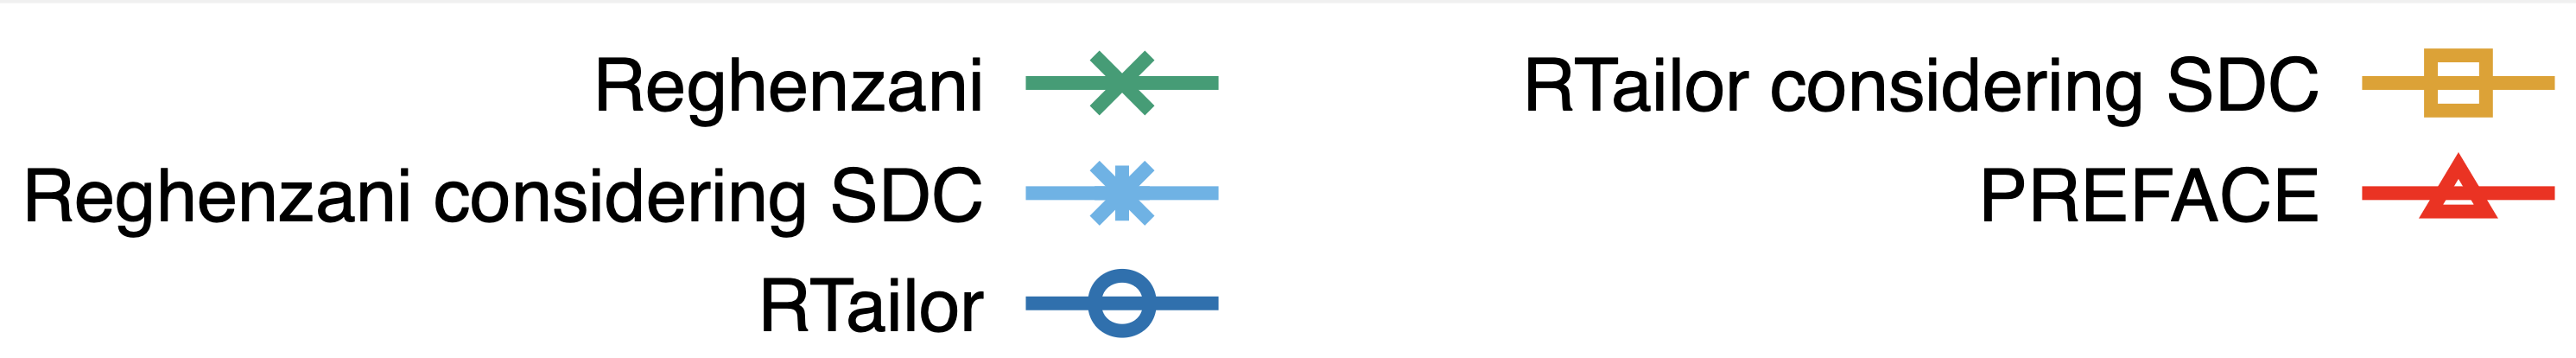 Reghenzani
Reghenzani considering SDC
RTailor
RTailor considering SDC
PREFACE